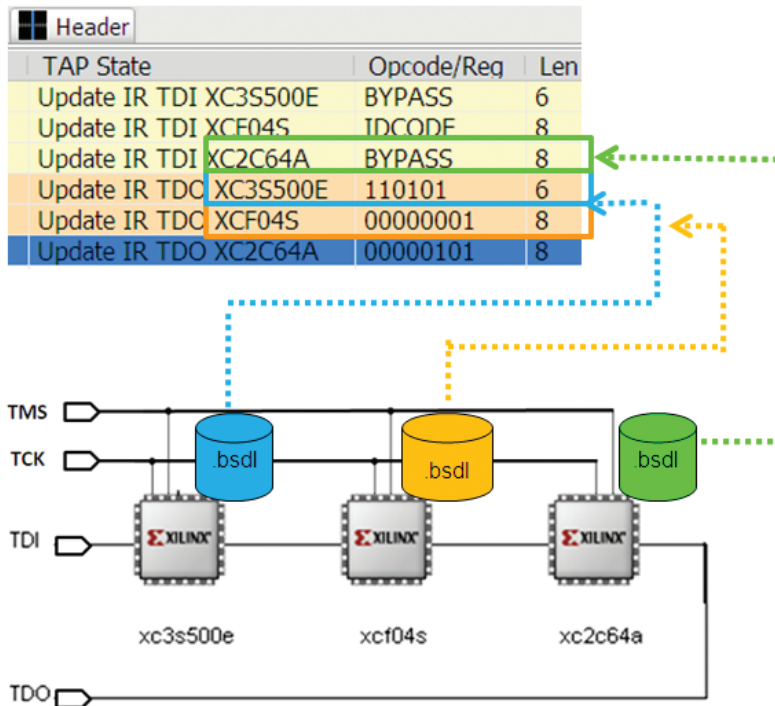 Header
TAP State Opcode/Reg Len
Update IR TDI XC3S500E BYPASS 6
Update IR TDI XCF04S IDCODE 8
Update IR TDI XC2C64A BYPASS 8
Update IR TDO XC3S500E 110101 6
Update IR TDO XCF04S 00000001 8
Update IR TDO XC2C64A 00000101 8
TMS
TCK
.bsdl .bsdl .bsdl
TDI
XILINX XILINX XILINX
xc3s500e xcf04s xc2c64a
TDO